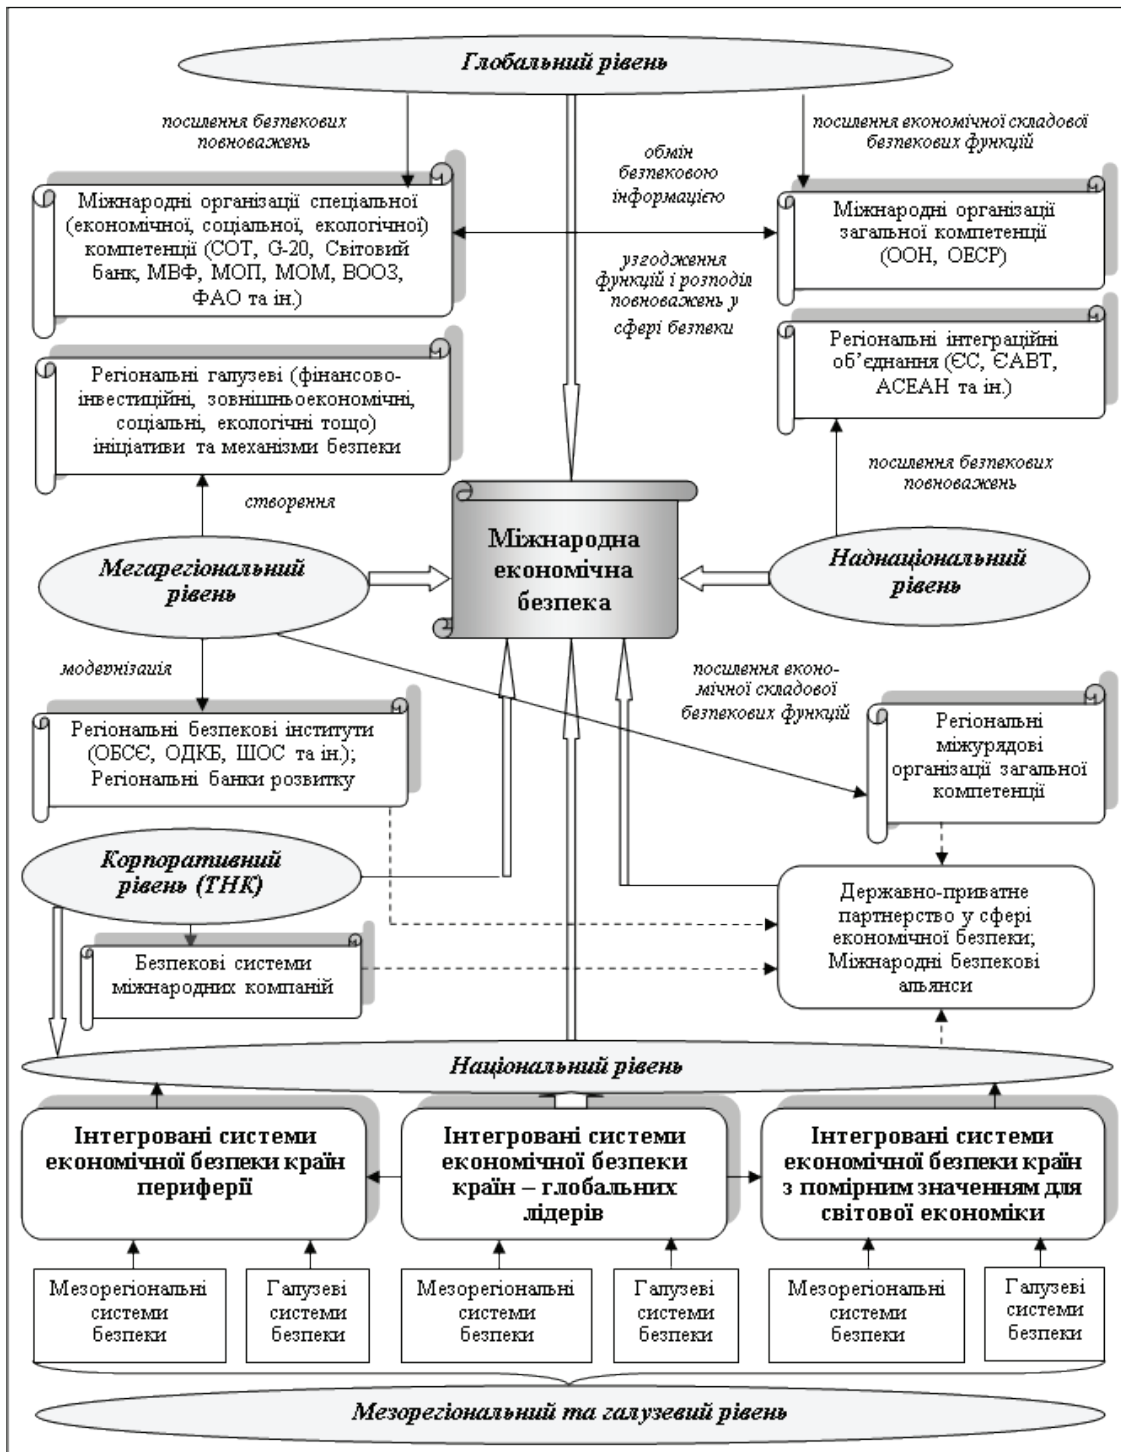 Глобальний рівень
посилення безпекових
повноважень
посилення економічної складової
безпекових функцій
обмін
безпековою
інформацією
Міжнародні організації спеціальної
(економічної, соціальної, екологічної)
компетенції (СОТ, G-20, Світовий
банк, МВФ, МОП, МОМ, ВООЗ,
ФАО та ін.)
Міжнародні організації
загальної компетенції
(ООН, ОЕСР)
узгодження
функцій і розподіл
повноважень у
сфері безпеки
Регіональні галузеві (фінансово-
інвестиційні, зовнішньоекономічні,
соціальні, екологічні тощо)
ініціативи та механізми безпеки
Регіональні інтеграційні
об’єднання (ЄС, ЄАВТ,
АСЕАН та ін.)
створення
посилення безпекових
повноважень
Міжнародна
економічна
безпека
Мегарегіональний
рівень
Наднаціональний
рівень
модернізація
посилення еконо-
мічної складової
безпекових функцій
Регіональні безпекові інститути
(ОБСЄ, ОДКБ, ШОС та ін.);
Регіональні банки розвитку
Регіональні
міжурядові
організації загальної
компетенції
Корпоративний
рівень (ТНК)
Державно-приватне
партнерство у сфері
економічної безпеки;
Міжнародні безпекові
альянси
Безпекові системи
міжнародних компаній
Національний рівень
Інтегровані системи
економічної безпеки країн
периферії
Інтегровані системи
економічної безпеки
країн – глобальних
лідерів
Інтегровані системи
економічної безпеки країн
з помірним значенням для
світової економіки
Мезорегіональні
системи
безпеки
Галузеві
системи
безпеки
Мезорегіональні
системи
безпеки
Галузеві
системи
безпеки
Мезорегіональні
системи
безпеки
Галузеві
системи
безпеки
Мезорегіональний та галузевий рівень